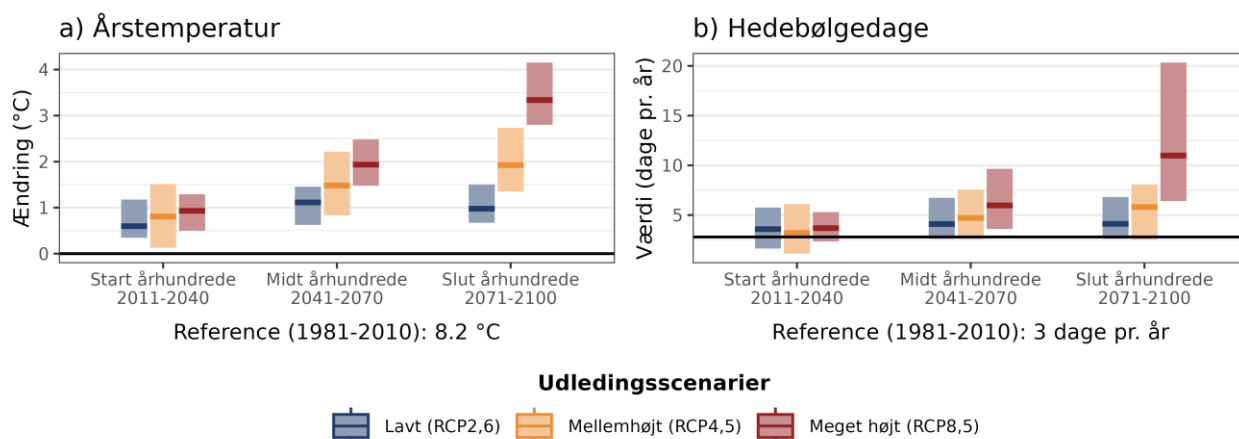 a) Årstemperatur
Ændring (°C)
4
3
2
1
0
Start århundrede
2011-2040
Midt århundrede
2041-2070
Slut århundrede
2071-2100
Reference (1981-2010): 8.2 °C
b) Hedebølgedage
Værdi (dage pr. år)
20
15
10
5
Start århundrede
2011-2040
Midt århundrede
2041-2070
Slut århundrede
2071-2100
Reference (1981-2010): 3 dage pr. år
Udledingsscenarier
Lavt (RCP2,6)
Mellemhøjt (RCP4,5)
Meget højt (RCP8,5)